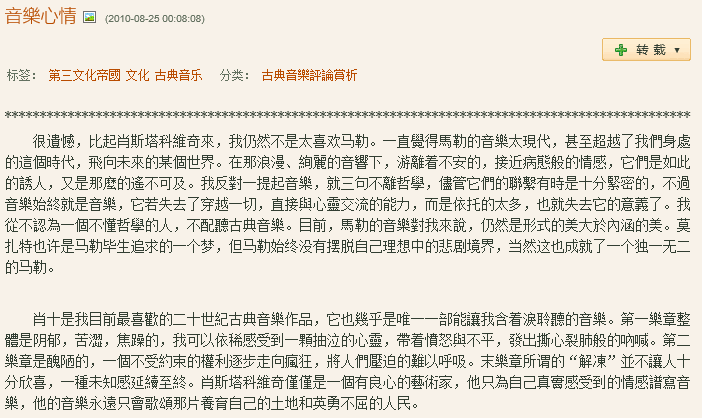 音樂心情 (2010-08-25 00:08:08)
转载 ▼
标签： 第三文化帝國 文化 古典音乐 分类： 古典音樂評論賞析
******************************************************************************************
很遺憾，比起肖斯塔科維奇來，我仍然不是太喜欢马勒。一直覺得馬勒的音樂太現代，甚至超越了我們身處
的這個時代，飛向未來的某個世界。在那浪漫、絢麗的音響下，游離着不安的，接近病態般的情感，它們是如此
的誘人，又是那麼的遙不可及。我反對一提起音樂，就三句不離哲學，儘管它們的聯繫有時是十分緊密的，不過
音樂始終就是音樂，它若失去了穿越一切，直接與心靈交流的能力，而是依托的太多，也就失去它的意義了。我
從不認為一個不懂哲學的人，不配聽古典音樂。目前，馬勒的音樂對我來說，仍然是形式的美大於內涵的美。莫
扎特也许是马勒毕生追求的一个梦，但马勒始终没有摆脱自己理想中的悲剧境界，当然这也成就了一个独一无二
的马勒。
肖十是我目前最喜歡的二十世紀古典音樂作品，它也幾乎是唯一一部能讓我含着淚聆聽的音樂。第一樂章整
體是阴郁，苦澀，焦躁的，我可以依稀感受到一顆抽泣的心靈，帶着憤怒與不平，發出撕心裂肺般的吶喊。第二
樂章是醜陋的，一個不受約束的權利逐步走向瘋狂，將人們壓迫的難以呼吸。末樂章所谓的“解凍”並不讓人十
分欣喜，一種未知感延續至終。肖斯塔科維奇僅僅是一個有良心的藝術家，他只為自己真實感受到的情感譜寫音
樂，他的音樂永遠只會歌頌那片養育自己的土地和英勇不屈的人民。